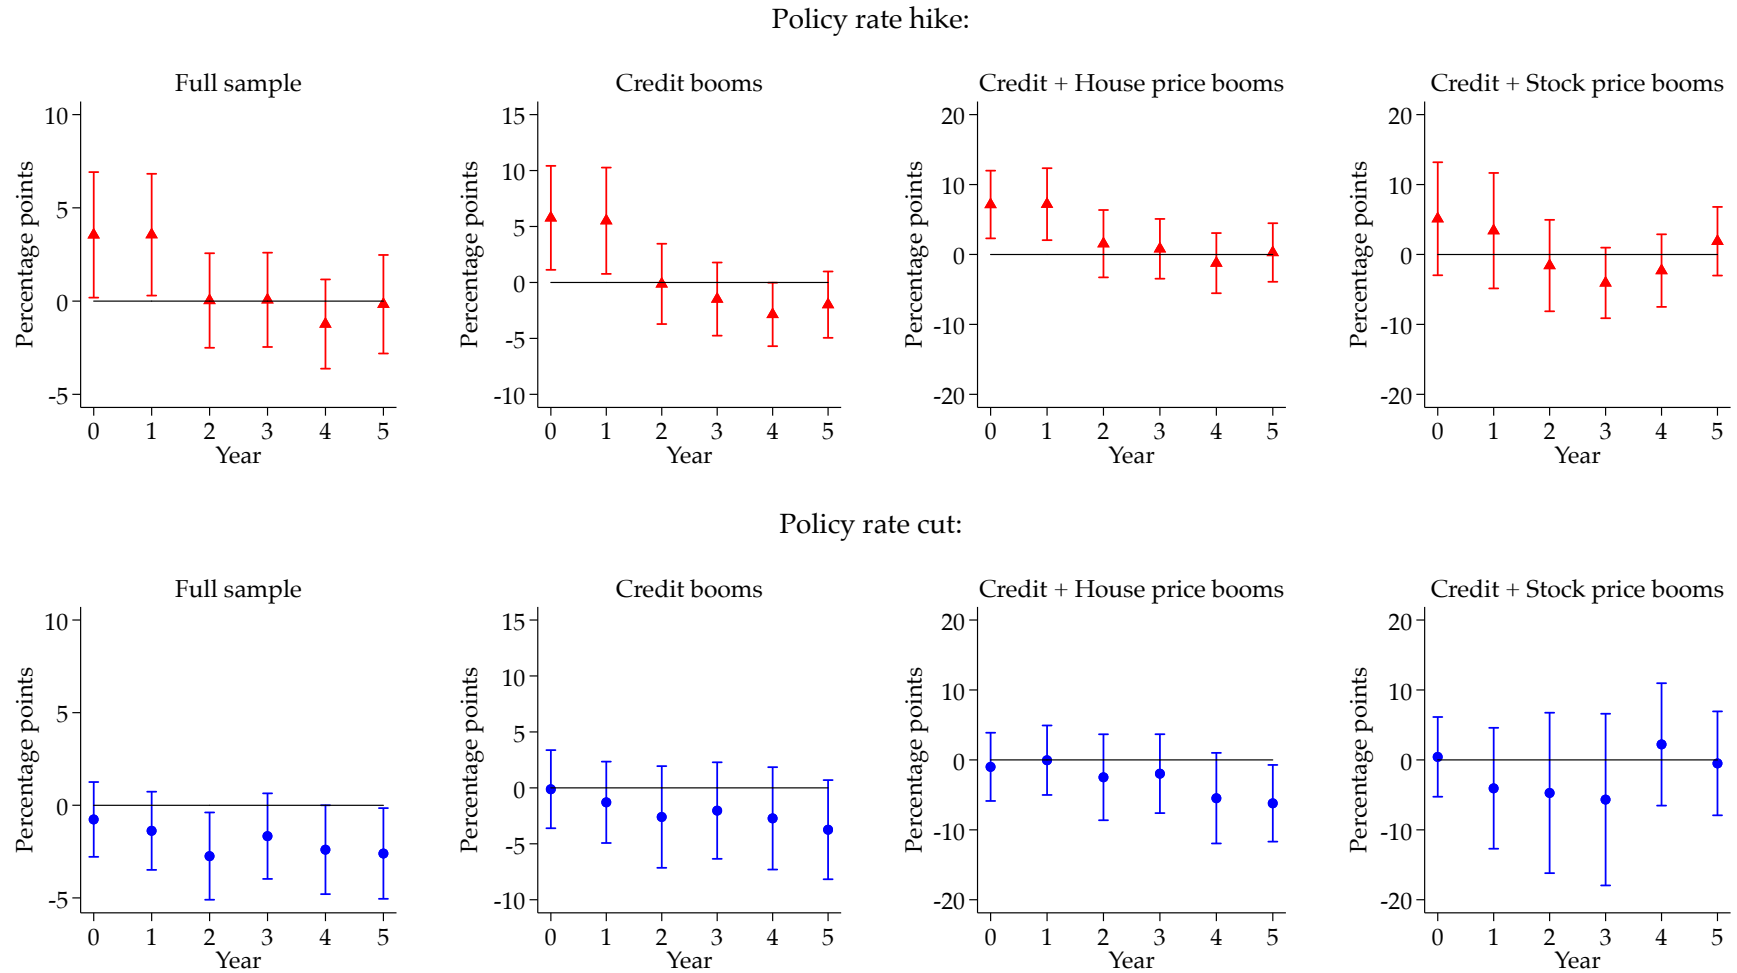 Policy rate hike:
Full sample
Credit booms
Credit + House price booms
Credit + Stock price booms
Percentage points
10
5
0
-5
0 1 2 3 4 5
Year
Percentage points
15
10
5
0
-5
-10
0 1 2 3 4 5
Year
Percentage points
20
10
0
-10
-20
0 1 2 3 4 5
Year
Percentage points
20
10
0
-10
-20
0 1 2 3 4 5
Year
Policy rate cut:
Full sample
Credit booms
Credit + House price booms
Credit + Stock price booms
Percentage points
10
5
0
-5
0 1 2 3 4 5
Year
Percentage points
15
10
5
0
-5
-10
0 1 2 3 4 5
Year
Percentage points
20
10
0
-10
-20
0 1 2 3 4 5
Year
Percentage points
20
10
0
-10
-20
0 1 2 3 4 5
Year